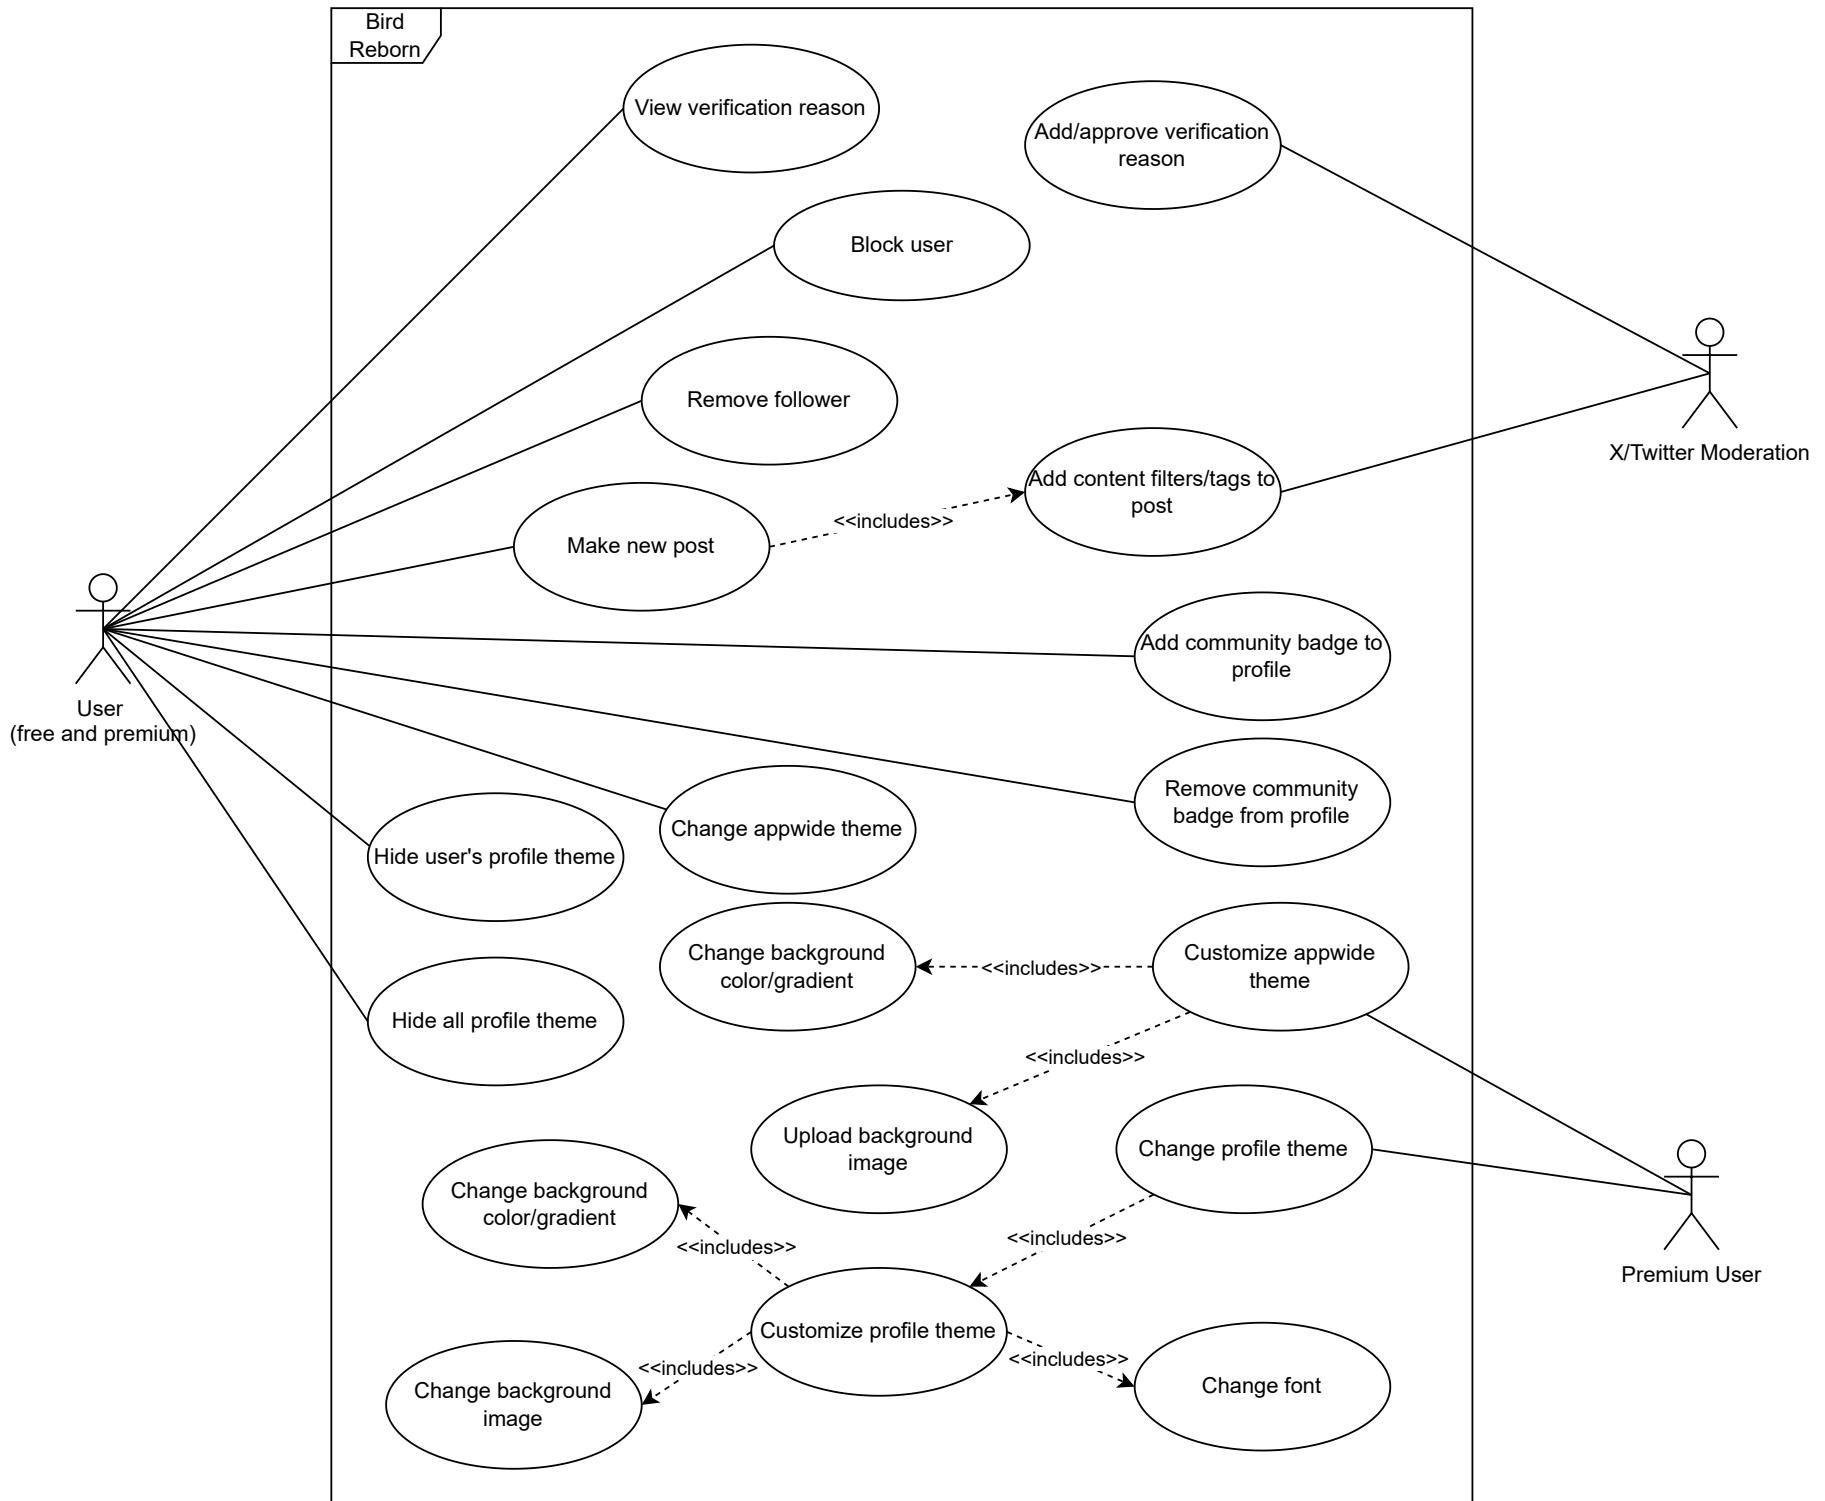 Bird
Reborn
View verification reason
Add/approve verification
reason
Block user
Remove follower
X/Twitter Moderation
Add content filters/tags to
post
<<includes>>
Make new post
Add community badge to
profile
User
(free and premium)
Remove community
badge from profile
Change appwide theme
Hide user's profile theme
Change background
color/gradient
<<includes>>
Customize appwide
theme
Hide all profile theme
<<includes>>
Upload background
image
Change profile theme
Change background
color/gradient
<<includes>>
<<includes>>
Premium User
Customize profile theme
<<includes>>
<<includes>>
Change background
image
Change font